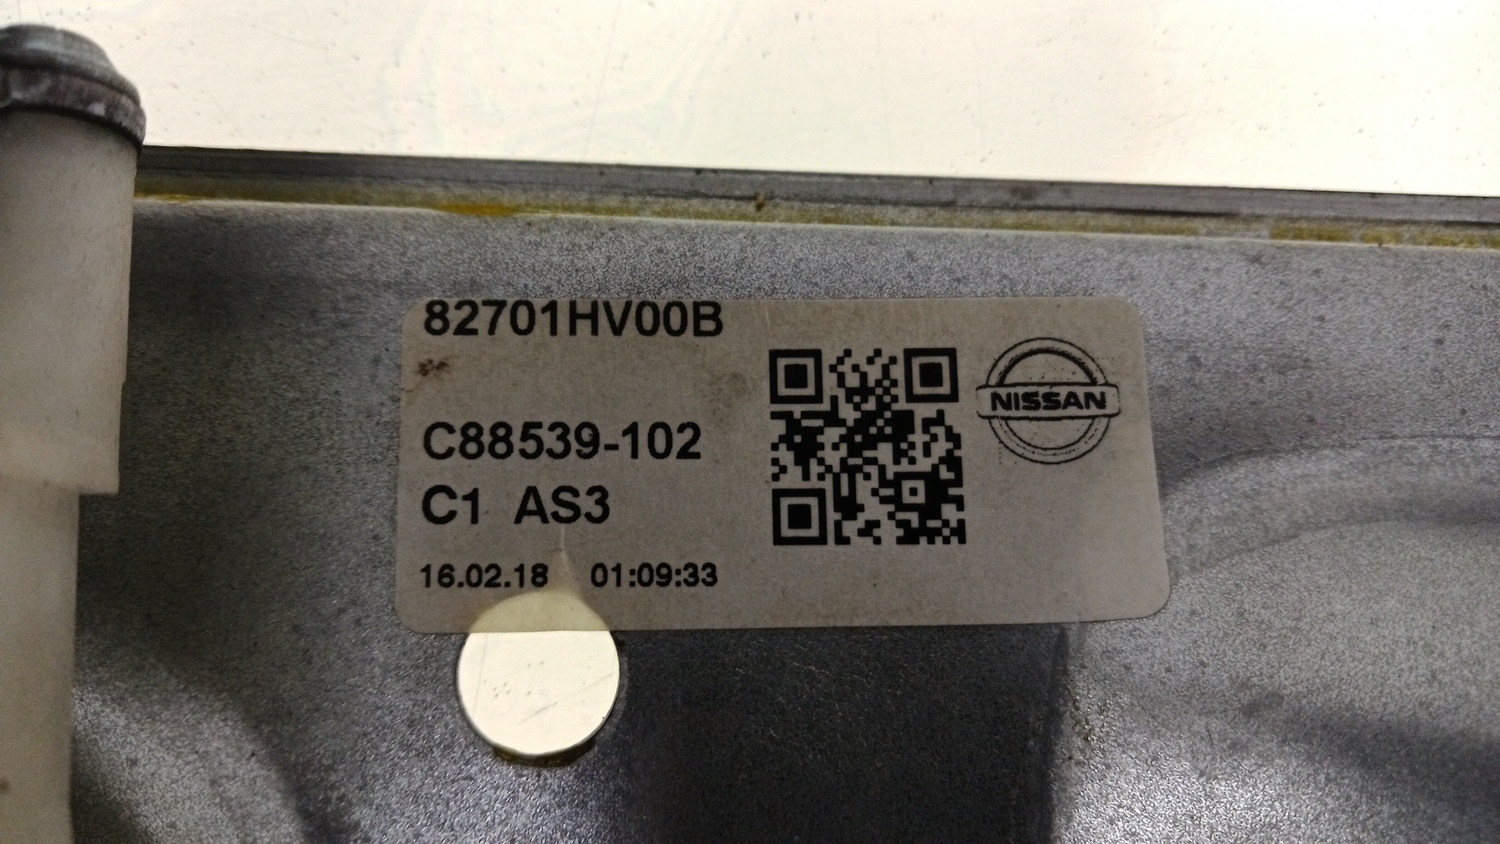 82701HV00B
C88539-102
C1 AS3
16.02.18 01:09:33
NISSAN